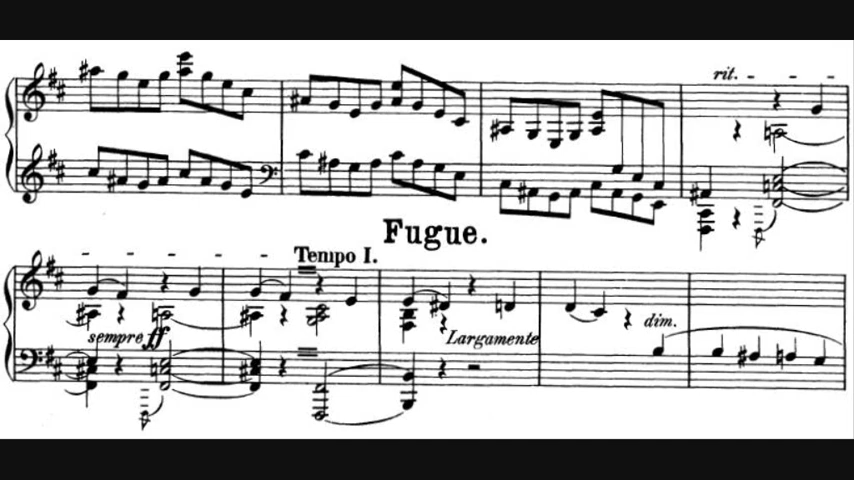 rit.
Fugue.
Tempo I.
sempre ff
Largamente
dim.